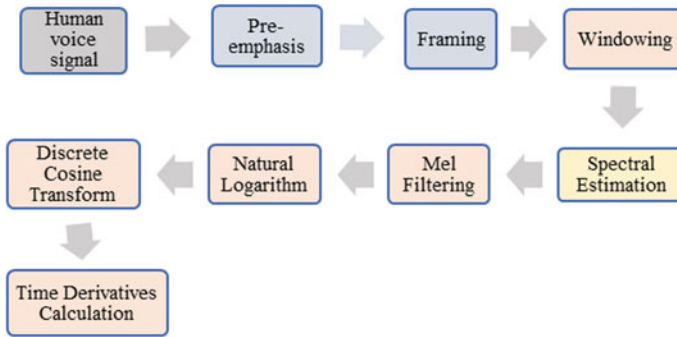 Human
voice
signal
Pre-
emphasis
Framing
Windowing
Spectral
Estimation
Mel
Filtering
Natural
Logarithm
Discrete
Cosine
Transform
Time Derivatives
Calculation